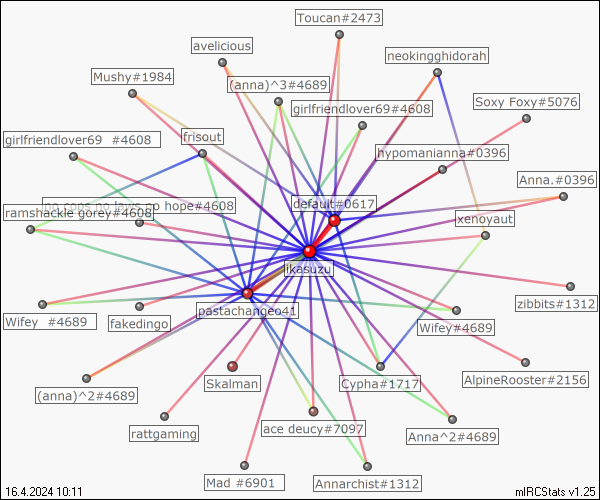 Toucan#2473
avelicious
neokingghidorah
Mushy#1984
(anna)^3#4689
Soxy Foxy#5076
girlfriendlover69#4608
girlfriendlover69 #4608
frisout
hypomanianna#0396
Anna.#0396
no cops no laws no hope#4608
default#0617
ramshackle gorey#4608
xenoyaut
ikasuzu
zibbits#1312
pastachangeo41
Wifey #4689
fakedingo
Wifey#4689
Skalman
Cypha#1717
AlpineRooster#2156
(anna)^2#4689
rattgaming
ace deucy#7097
Anna^2#4689
Mad #6901
Annarchist#1312
16.4.2024 10:11
mIRCStats v1.25